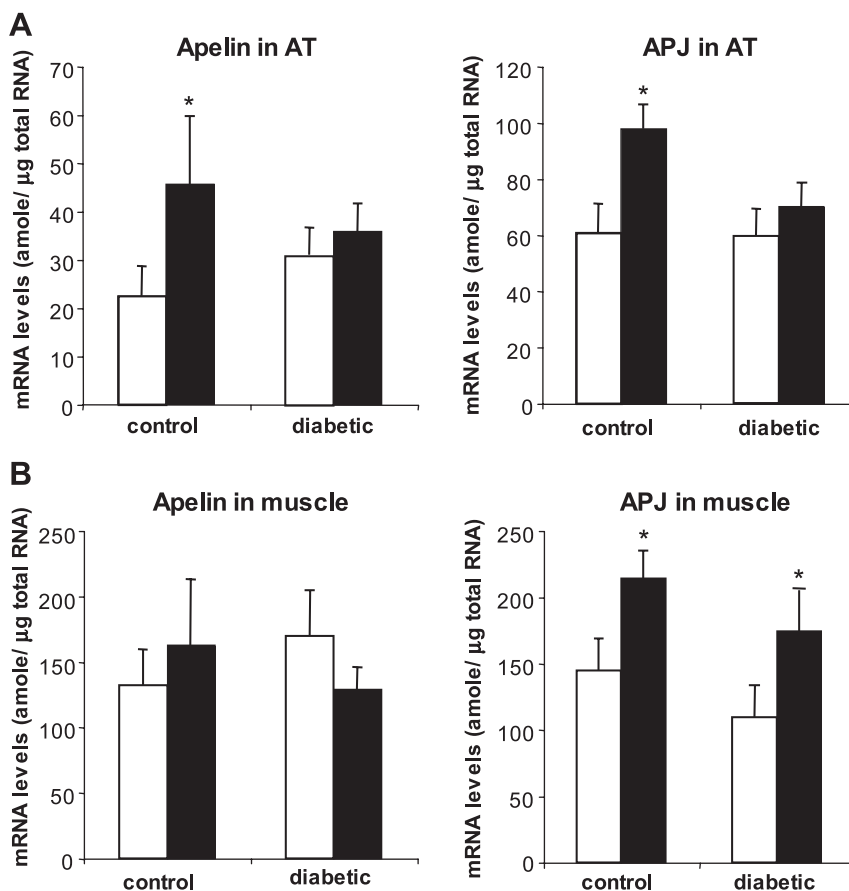 A
Apelin in AT
mRNA levels (amole/ μg total RNA)
70
60
50
40
30
20
10
0
*
control
diabetic
APJ in AT
mRNA levels (amole/ μg total RNA)
120
100
80
60
40
20
0
*
control
diabetic
B
Apelin in muscle
mRNA levels (amole/ μg total RNA)
250
200
150
100
50
0
control
diabetic
APJ in muscle
mRNA levels (amole/ μg total RNA)
250
200
150
100
50
0
*
*
control
diabetic